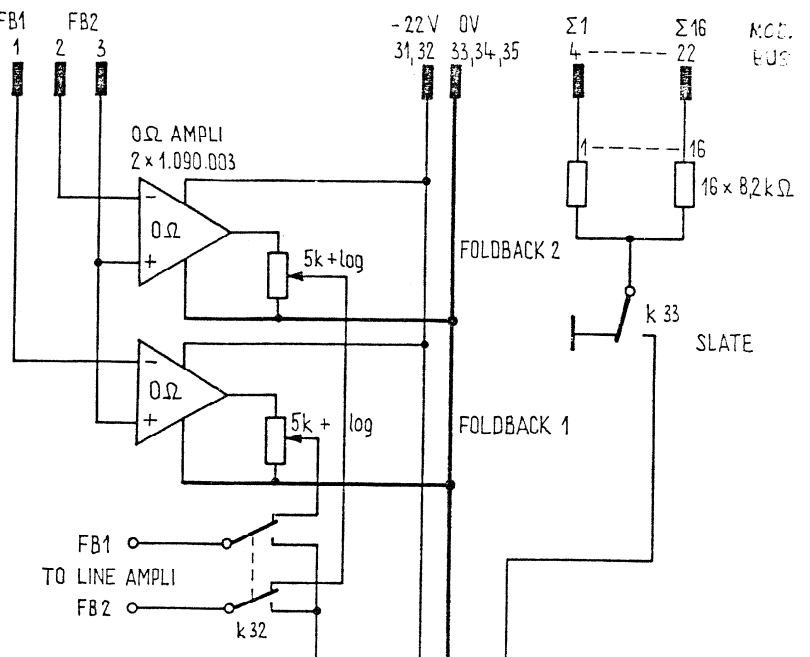 FB1 FB2 -22V 0V Σ1 Σ16
1 2 3 31,32 33,34,35 4 22
BUS
0Ω AMPLI
2 x 1.090.003
1 16
16 x 8,2kΩ
-
0Ω
+
5k+log
FOLDBACK 2
k 33
SLATE
-
0Ω
+
5k + log
FOLDBACK 1
FB1
TO LINE AMPLI
FB2
k 32